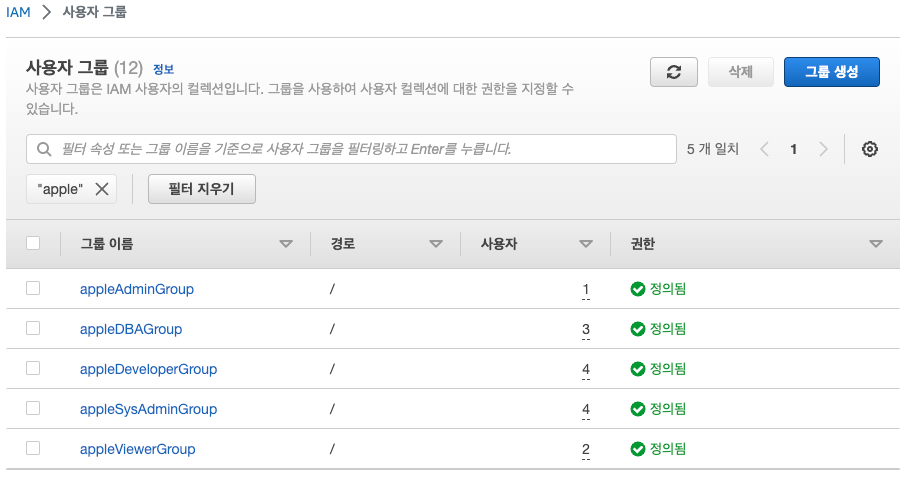 IAM > 사용자 그룹
사용자 그룹 (12) 정보
사용자 그룹은 IAM 사용자의 컬렉션입니다. 그룹을 사용하여 사용자 컬렉션에 대한 권한을 지정할 수
있습니다.
삭제
그룹 생성
필터 속성 또는 그룹 이름을 기준으로 사용자 그룹을 필터링하고 Enter를 누릅니다.
5 개 일치
1
"apple"
필터 지우기
그룹 이름 경로 사용자 권한
appleAdminGroup / 1 정의됨
appleDBAGroup / 3 정의됨
appleDeveloperGroup / 4 정의됨
appleSysAdminGroup / 4 정의됨
appleViewerGroup / 2 정의됨